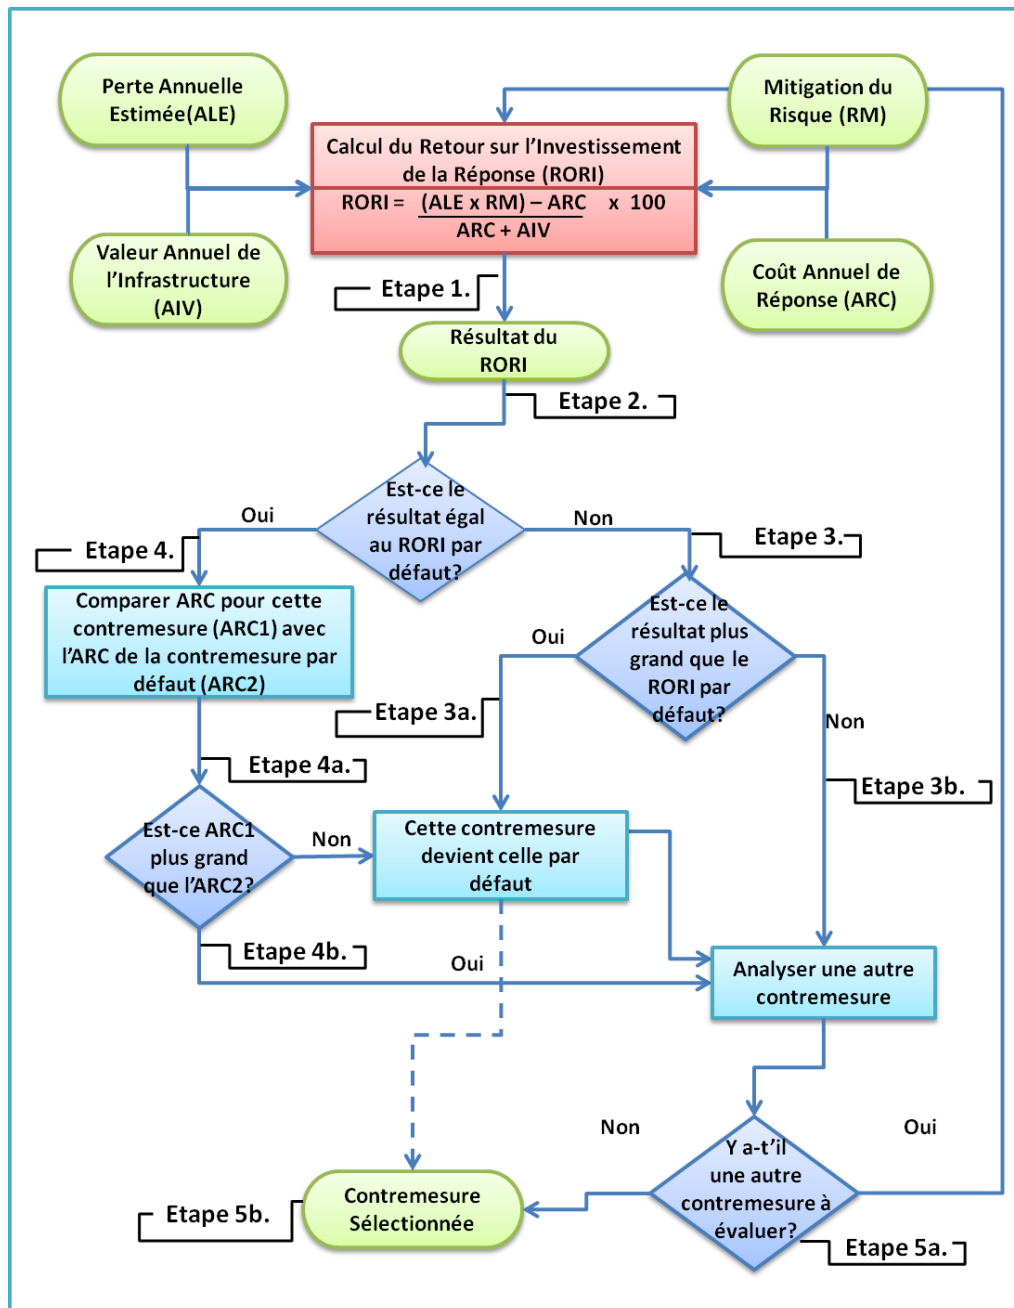 Perte Annuelle
Estimée(ALE)
Mitigation du
Risque (RM)
Calcul du Retour sur l'Investissement
de la Réponse (RORI)
RORI = (ALE x RM) – ARC x 100
ARC + AIV
Valeur Annuel de
l'Infrastructure
(AIV)
Coût Annuel de
Réponse (ARC)
Etape 1.
Résultat du
RORI
Etape 2.
Est-ce le
résultat égal
au RORI par
défaut?
Oui
Non
Etape 4.
Etape 3.
Comparer ARC pour cette
contremesure (ARC1) avec
l'ARC de la contremesure par
défaut (ARC2)
Est-ce le
résultat plus
grand que le
RORI par
défaut?
Oui
Non
Etape 3a.
Etape 4a.
Etape 3b.
Est-ce ARC1
plus grand
que l'ARC2?
Non
Cette contremesure
devient celle par
défaut
Etape 4b.
Oui
Analyser une autre
contremesure
Non
Oui
Y a-t'il
une autre
contremesure à
évaluer?
Contremesure
Sélectionnée
Etape 5b.
Etape 5a.